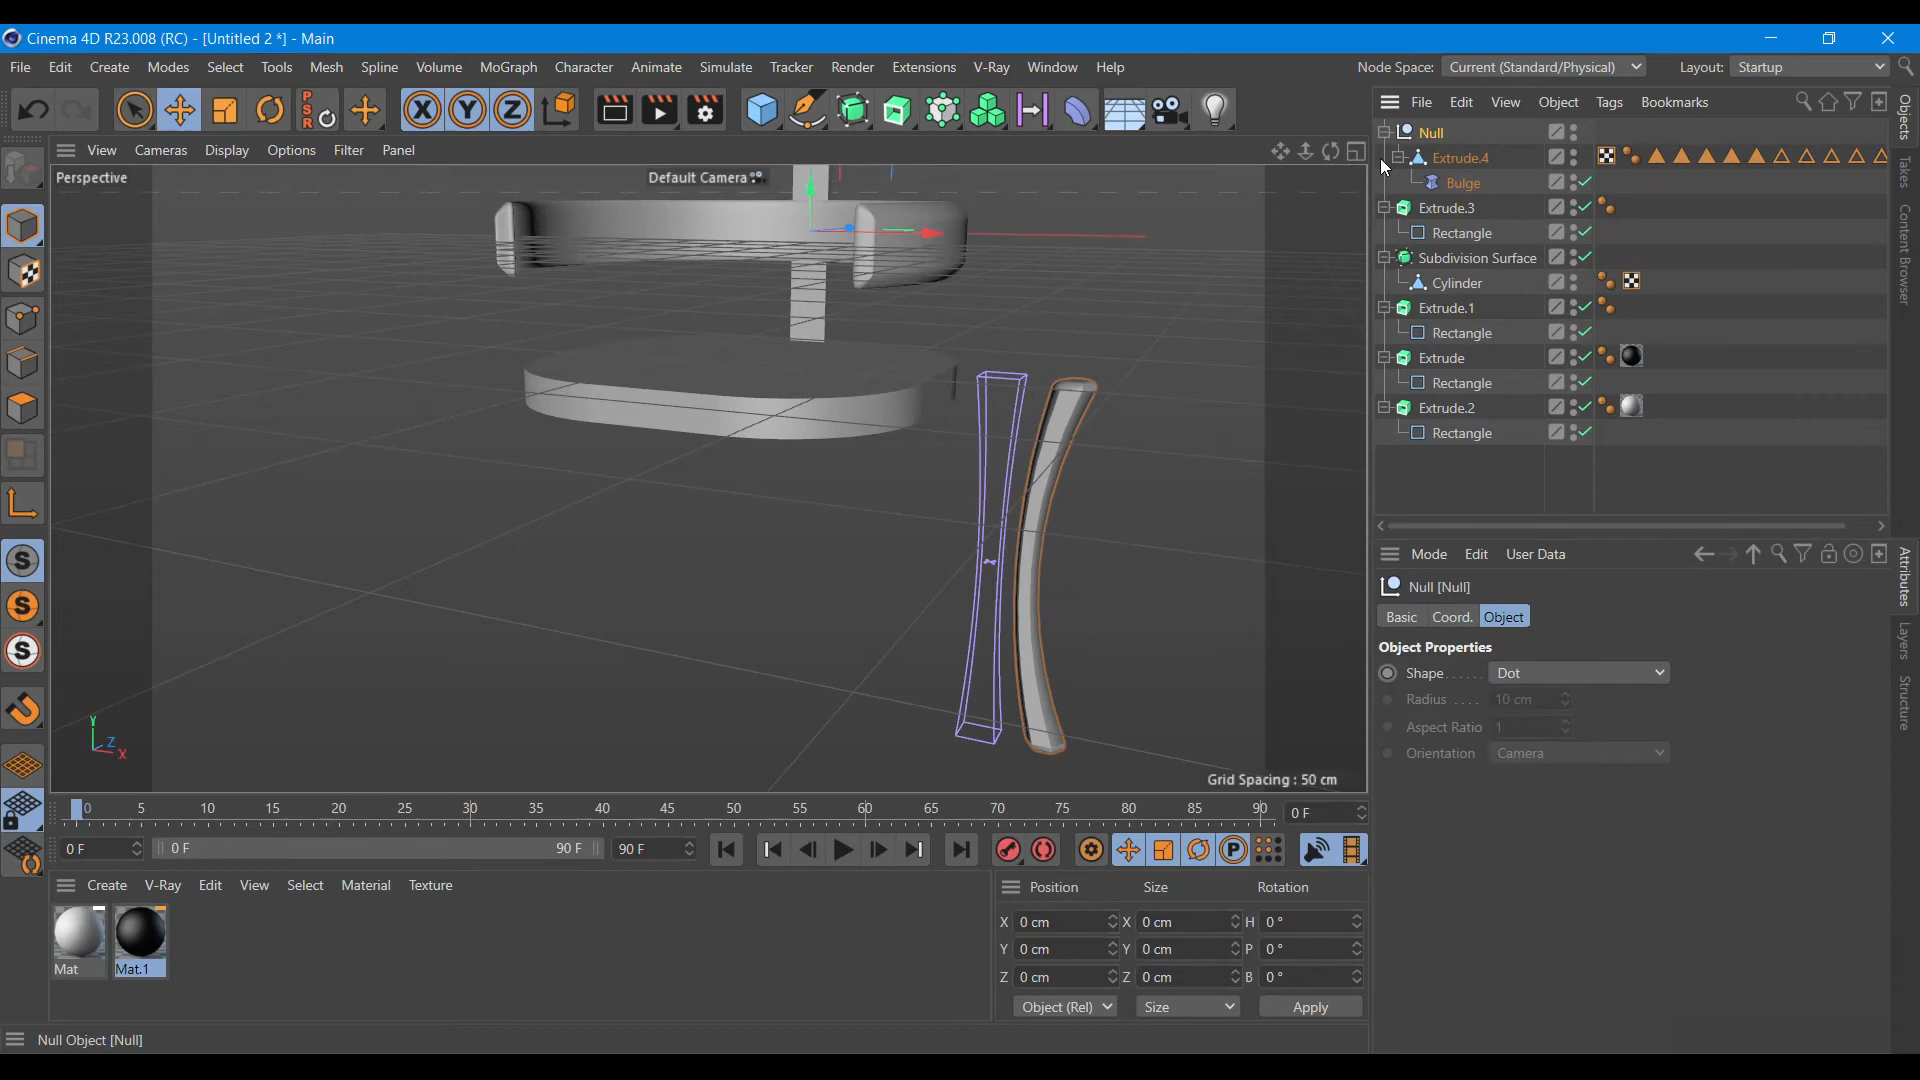 Cinema 4D R23.008 (RC) - [Untitled 2 *] - Main
File Edit Create Modes Select Tools Mesh Spline Volume MoGraph Character Animate Simulate Tracker Render Extensions V-Ray Window Help Node Space: Current (Standard/Physical) Layout: Startup
PSR X Y Z
File Edit View Object Tags Bookmarks
View Cameras Display Options Filter Panel
Perspective Default Camera
Null
Extrude.4
Bulge
Extrude.3
Rectangle
Subdivision Surface
Cylinder
Extrude.1
Rectangle
Extrude
Rectangle
Extrude.2
Rectangle
Objects
Takes
Content Browser
Mode Edit User Data
Null [Null]
Basic Coord. Object
Object Properties
Shape . . . . . . Dot
Radius . . . . 10 cm
Aspect Ratio 1
Orientation Camera
Attributes
Layers
Structure
S
S
S
Y
Z
X
Grid Spacing : 50 cm
0 5 10 15 20 25 30 35 40 45 50 55 60 65 70 75 80 85 90 0 F
0 F 0 F 90 F 90 F P
Create V-Ray Edit View Select Material Texture
Mat Mat.1
Position Size Rotation
X 0 cm X 0 cm H 0 °
Y 0 cm Y 0 cm P 0 °
Z 0 cm Z 0 cm B 0 °
Object (Rel) Size Apply
Null Object [Null]